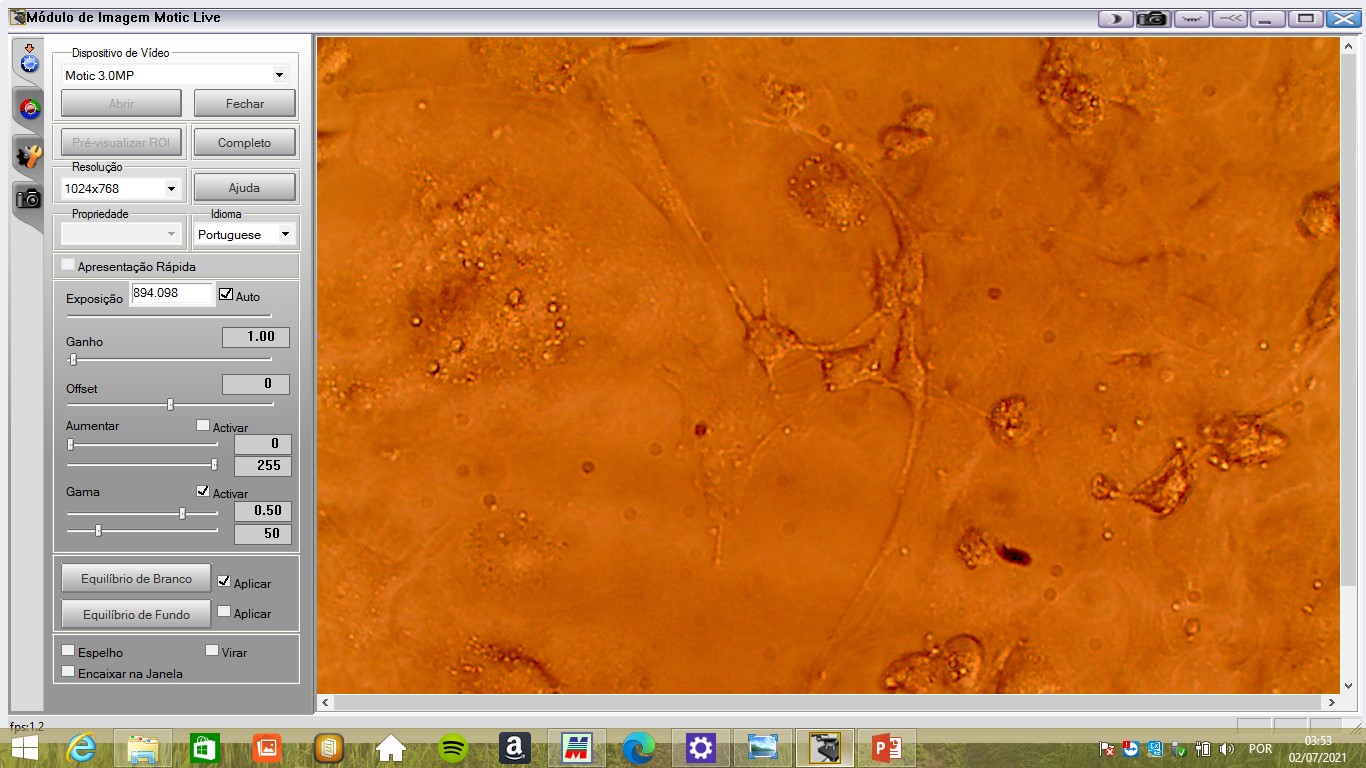 Módulo de Imagem Motic Live
Dispositivo de Vídeo
Motic 3.0MP
Abrir
Fechar
Pré-visualizar ROI
Completo
Resolução
1024x768
Ajuda
Propriedade
Idioma
Portuguese
Apresentação Rápida
Exposição
894.098
Auto
Ganho
1.00
Offset
0
Aumentar
Activar
0
255
Gama
Activar
0.50
50
Equilíbrio de Branco
Aplicar
Equilíbrio de Fundo
Aplicar
Espelho
Virar
Encaixar na Janela
fps:1.2
POR
03:53
02/07/2021